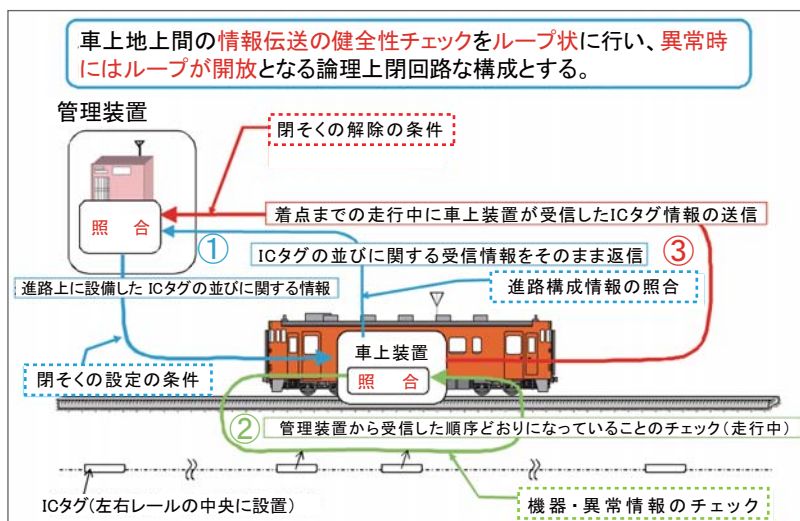 車上地上間の情報伝送の健全性チェックをループ状に行い、異常時
にはループが開放となる論理上閉回路な構成とする。
管理装置
閉そくの解除の条件
照 合
着点までの走行中に車上装置が受信したICタグ情報の送信
①
③
ICタグの並びに関する受信情報をそのまま返信
進路上に設備した ICタグの並びに関する情報
進路構成情報の照合
車上装置
照 合
閉そくの設定の条件
②
管理装置から受信した順序どおりになっていることのチェック(走行中)
ICタグ(左右レールの中央に設置)
機器・異常情報のチェック